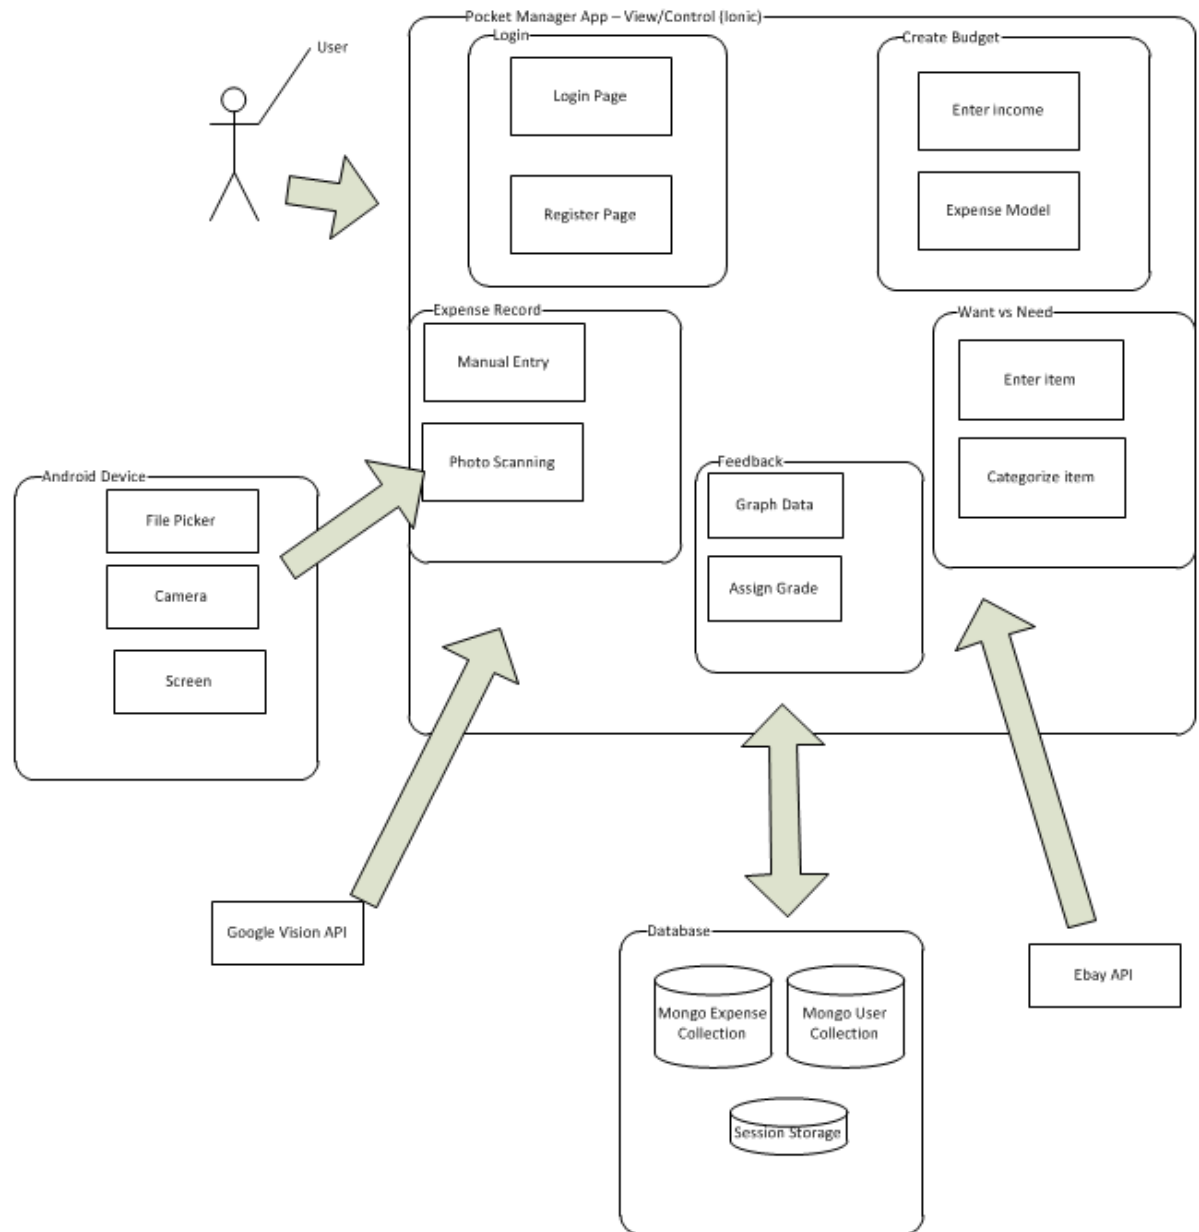 Pocket Manager App – View/Control (Ionic)
User
Login
Login Page
Register Page
Create Budget
Enter income
Expense Model
Expense Record
Manual Entry
Photo Scanning
Want vs Need
Enter item
Categorize item
Feedback
Graph Data
Assign Grade
Android Device
File Picker
Camera
Screen
Google Vision API
Database
Mongo Expense
Collection
Mongo User
Collection
Session Storage
Ebay API